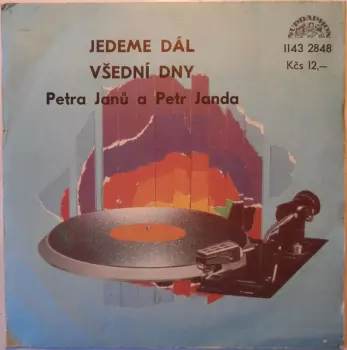 SUPRAPHON
JEDEME DÁL
1143 2848
VŠEDNÍ DNY
Kčs 12,–
Petra Janů a Petr Janda